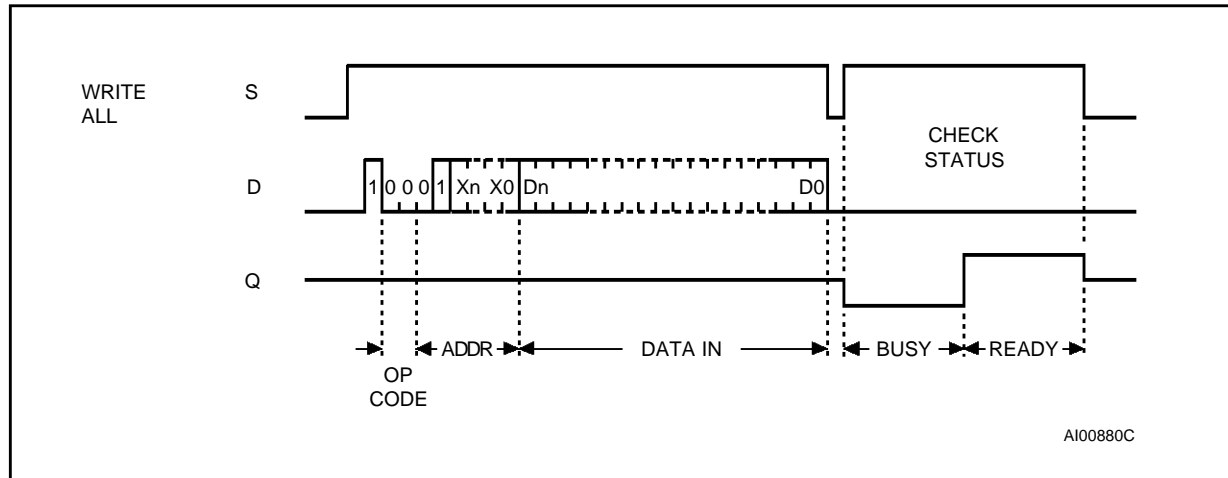 WRITE
ALL
S
CHECK
STATUS
D
1 0 0 0 1 Xn X0 Dn D0
Q
ADDR DATA IN BUSY READY
OP
CODE
AI00880C